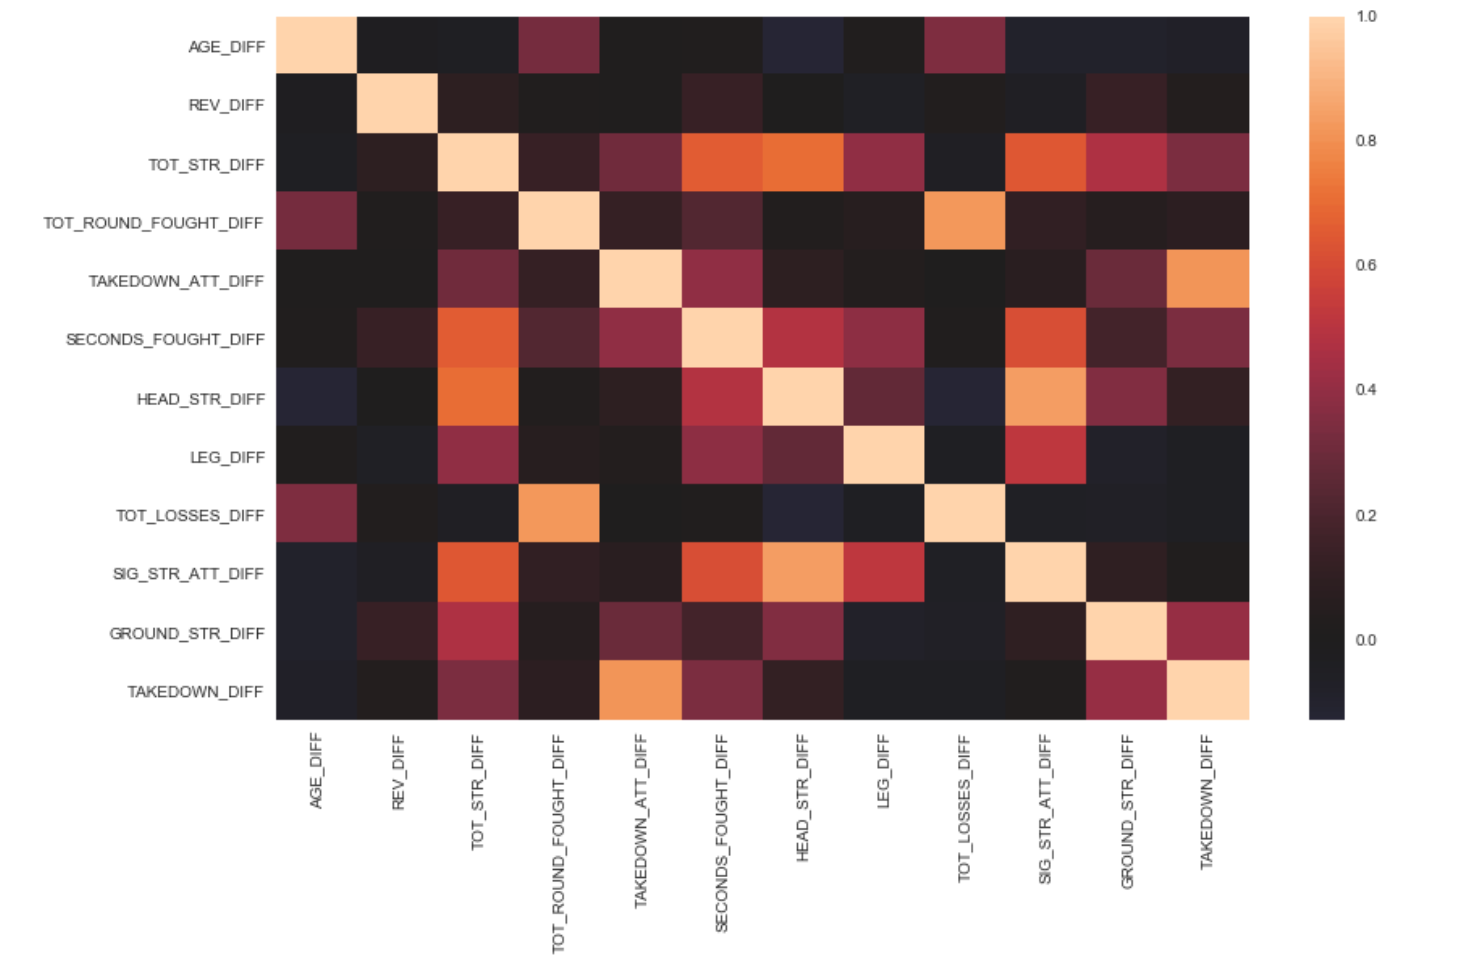 AGE_DIFF
REV_DIFF
TOT_STR_DIFF
TOT_ROUND_FOUGHT_DIFF
TAKEDOWN_ATT_DIFF
SECONDS_FOUGHT_DIFF
HEAD_STR_DIFF
LEG_DIFF
TOT_LOSSES_DIFF
SIG_STR_ATT_DIFF
GROUND_STR_DIFF
TAKEDOWN_DIFF
AGE_DIFF
REV_DIFF
TOT_STR_DIFF
TOT_ROUND_FOUGHT_DIFF
TAKEDOWN_ATT_DIFF
SECONDS_FOUGHT_DIFF
HEAD_STR_DIFF
LEG_DIFF
TOT_LOSSES_DIFF
SIG_STR_ATT_DIFF
GROUND_STR_DIFF
TAKEDOWN_DIFF
1.0
0.8
0.6
0.4
0.2
0.0